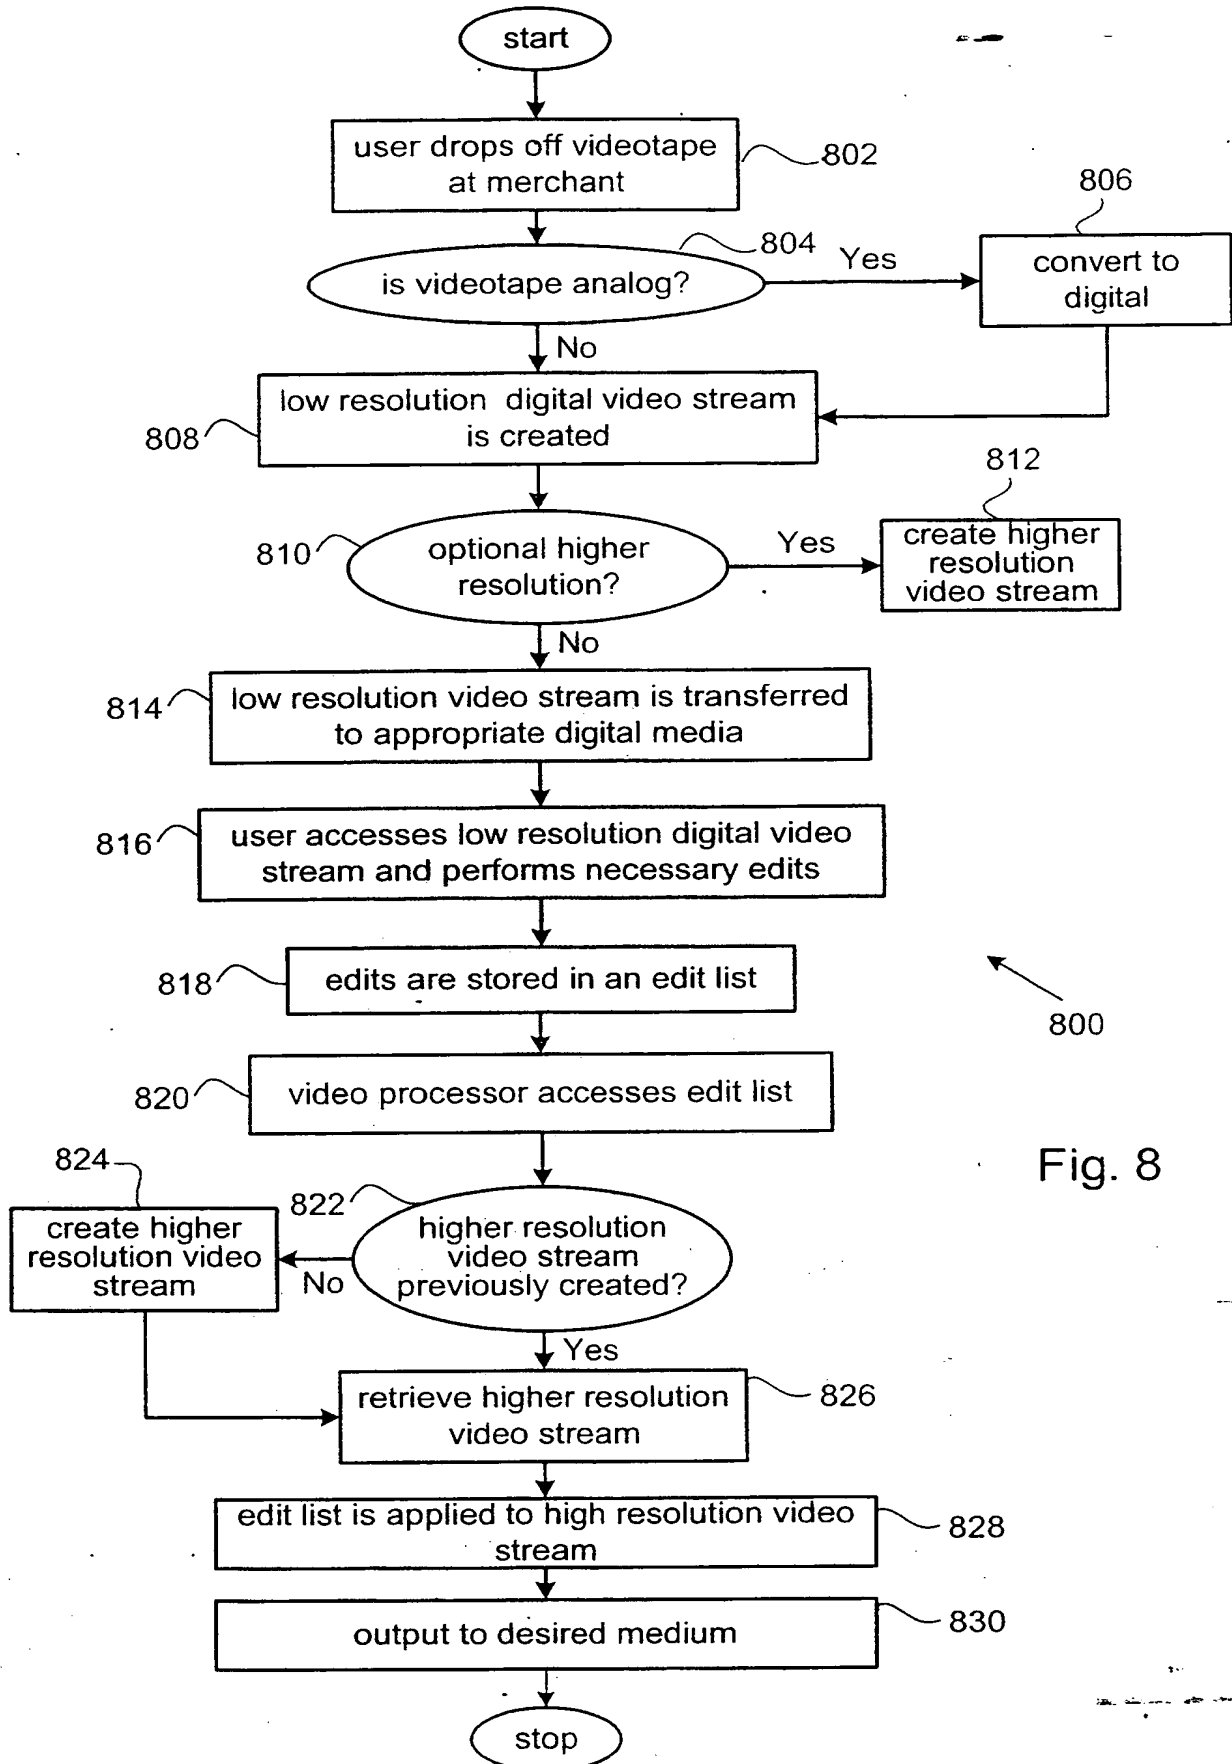 start
user drops off videotape
at merchant
802
806
804
is videotape analog?
Yes
convert to
digital
No
low resolution digital video stream
is created
808
812
810
optional higher
resolution?
Yes
create higher
resolution
video stream
No
814
low resolution video stream is transferred
to appropriate digital media
816
user accesses low resolution digital video
stream and performs necessary edits
818
edits are stored in an edit list
800
820
video processor accesses edit list
Fig. 8
824
822
create higher
resolution video
stream
higher resolution
video stream
previously created?
No
Yes
retrieve higher resolution
video stream
826
edit list is applied to high resolution video
stream
828
output to desired medium
830
stop